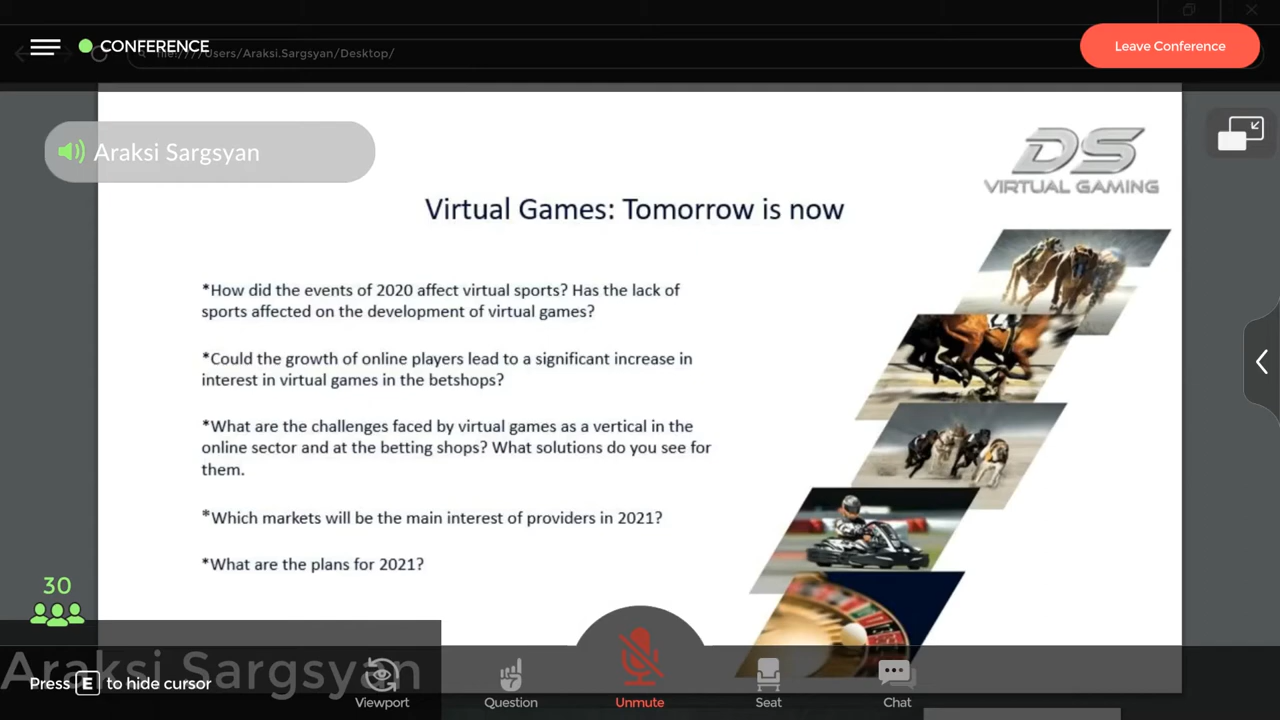 CONFERENCE
file:///Users/Araksi.Sargsyan/Desktop/
Leave Conference
Araksi Sargsyan
DS
VIRTUAL GAMING
Virtual Games: Tomorrow is now
*How did the events of 2020 affect virtual sports? Has the lack of
sports affected on the development of virtual games?
*Could the growth of online players lead to a significant increase in
interest in virtual games in the betshops?
*What are the challenges faced by virtual games as a vertical in the
online sector and at the betting shops? What solutions do you see for
them.
*Which markets will be the main interest of providers in 2021?
*What are the plans for 2021?
30
Araksi Sargsyan
Press E to hide cursor
Viewport
Question
Unmute
Seat
Chat